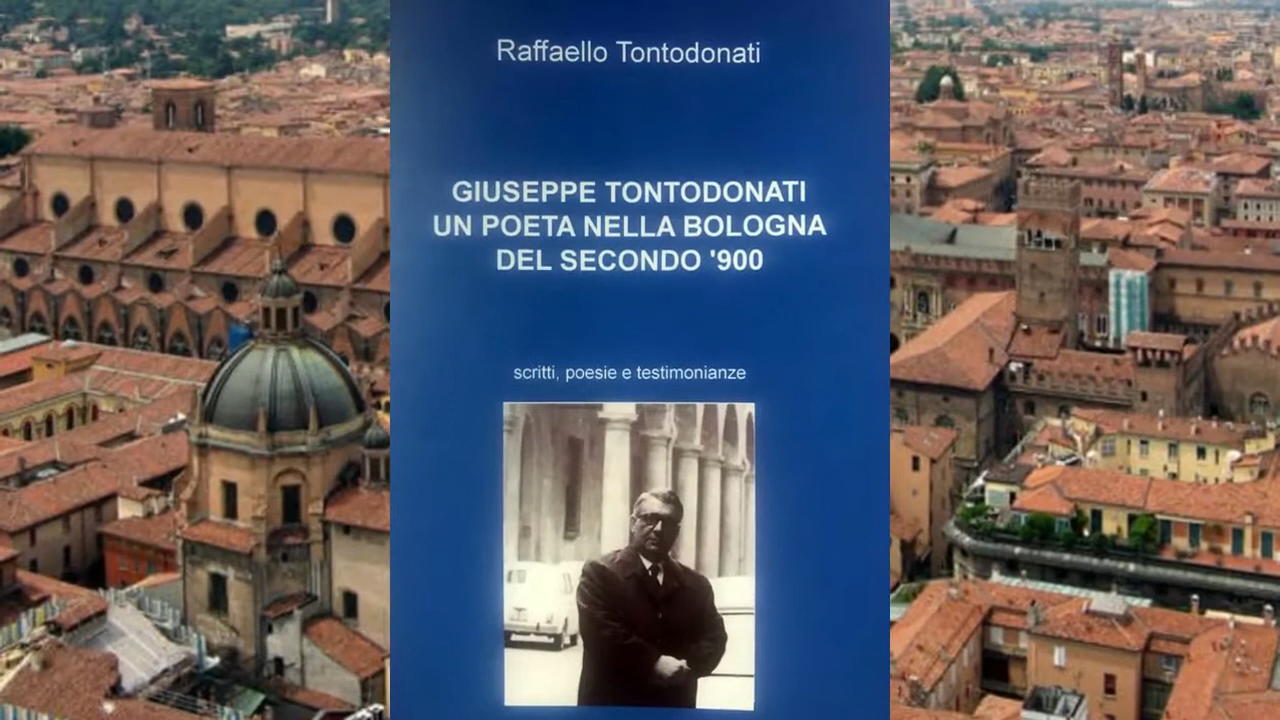 Raffaello Tontodonati
GIUSEPPE TONTODONATI
UN POETA NELLA BOLOGNA
DEL SECONDO '900
scritti, poesie e testimonianze